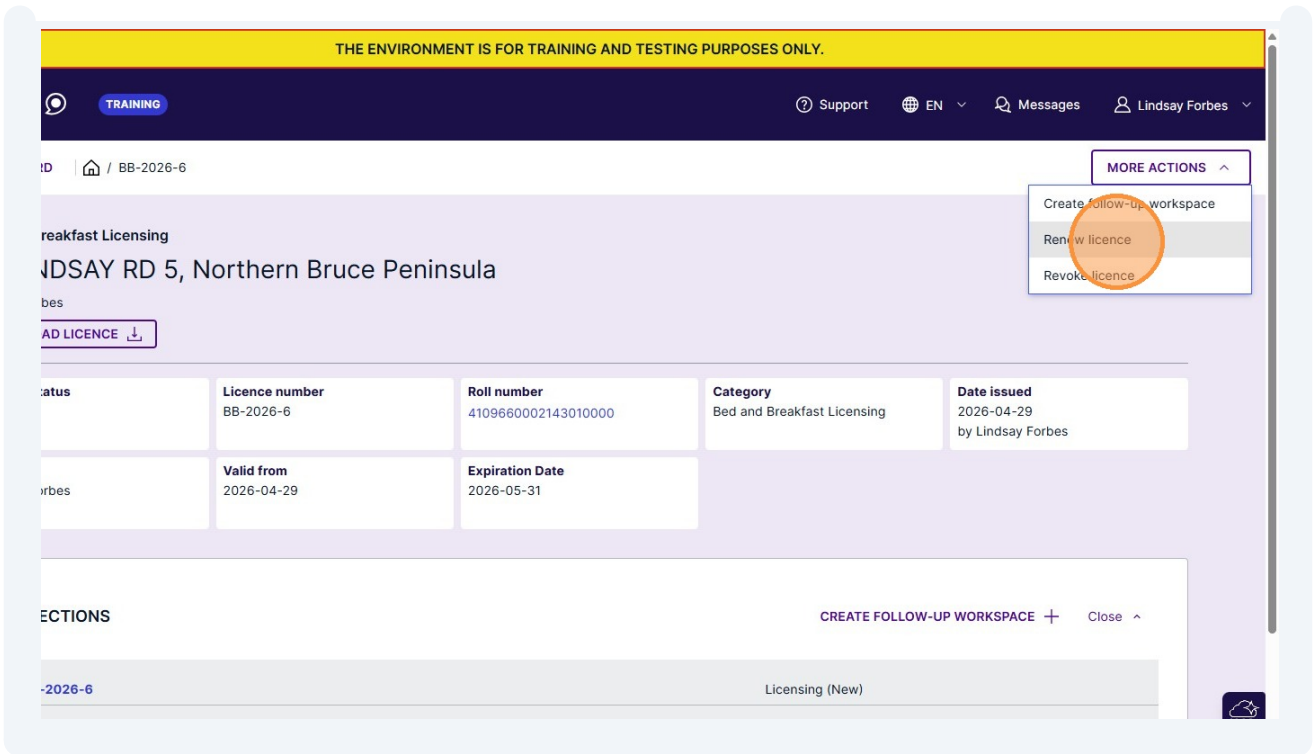 THE ENVIRONMENT IS FOR TRAINING AND TESTING PURPOSES ONLY.
TRAINING
Support
EN
Messages
Lindsay Forbes
RD
/ BB-2026-6
MORE ACTIONS
Create follow-up workspace
Renew licence
Revoke licence
reakfast Licensing
NDSAY RD 5, Northern Bruce Peninsula
bes
AD LICENCE
tatus
Licence number
BB-2026-6
Roll number
4109660002143010000
Category
Bed and Breakfast Licensing
Date issued
2026-04-29
by Lindsay Forbes
orbes
Valid from
2026-04-29
Expiration Date
2026-05-31
ECTIONS
CREATE FOLLOW-UP WORKSPACE +
Close
-2026-6
Licensing (New)